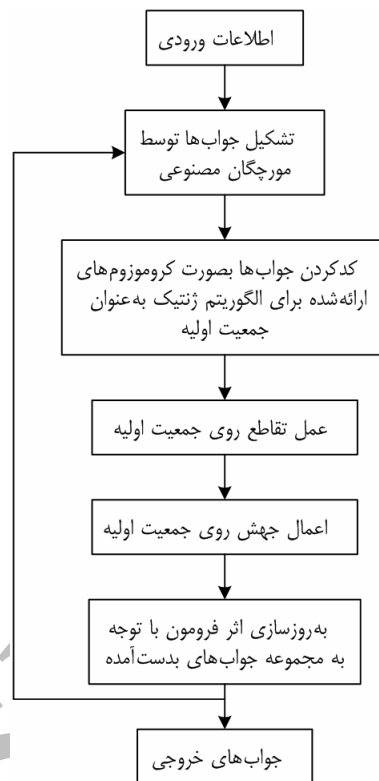 اطلاعات ورودی
تشکیل جواب‌ها توسط
مورچگان مصنوعی
کدکردن جواب‌ها بصورت کروموزوم‌های
ارائه‌شده برای الگوریتم ژنتیک به‌عنوان
جمعیت اولیه
عمل تقاطع روی جمعیت اولیه
اعمال جهش روی جمعیت اولیه
به‌روزسازی اثر فرومون با توجه
به مجموعه جواب‌های بدست‌آمده
جواب‌های خروجی